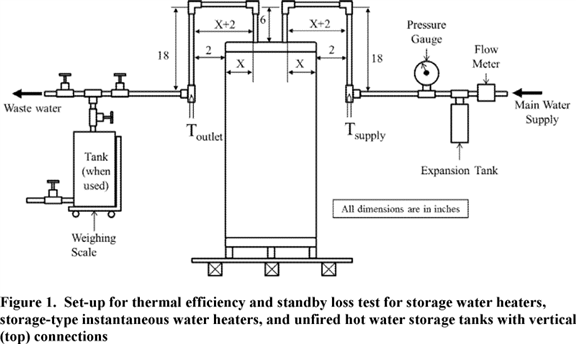 X+2
6
X+2
Pressure
Gauge
Flow
Meter
18
2
2
18
X
X
Waste water
Main Water
Supply
Toutlet
Tsupply
Tank
(when
used)
Expansion Tank
All dimensions are in inches
Weighing
Scale
Figure 1. Set-up for thermal efficiency and standby loss test for storage water heaters,
storage-type instantaneous water heaters, and unfired hot water storage tanks with vertical
(top) connections